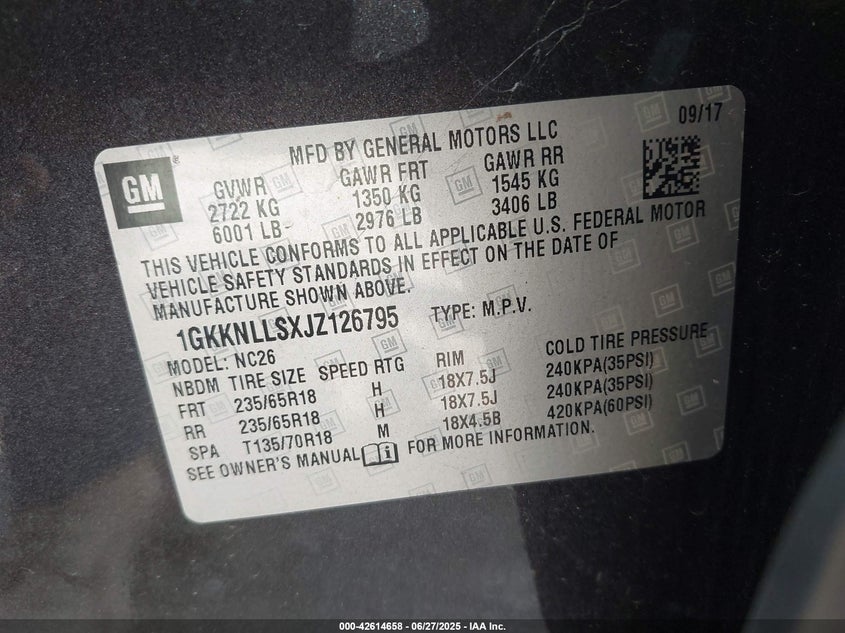 09/17
MFD BY GENERAL MOTORS LLC
GM
GVWR GAWR FRT GAWR RR
2722 KG 1350 KG 1545 KG
6001 LB 2976 LB 3406 LB
THIS VEHICLE CONFORMS TO ALL APPLICABLE U.S. FEDERAL MOTOR
VEHICLE SAFETY STANDARDS IN EFFECT ON THE DATE OF
MANUFACTURE SHOWN ABOVE.
1GKKNLLSXJZ126795 TYPE: M.P.V.
MODEL: NC26
NBDM TIRE SIZE SPEED RTG RIM COLD TIRE PRESSURE
FRT 235/65R18 H 18X7.5J 240KPA(35PSI)
RR 235/65R18 H 18X7.5J 240KPA(35PSI)
SPA T135/70R18 M 18X4.5B 420KPA(60PSI)
SEE OWNER'S MANUAL FOR MORE INFORMATION.
000-42614658 - 06/27/2025 - IAA Inc.